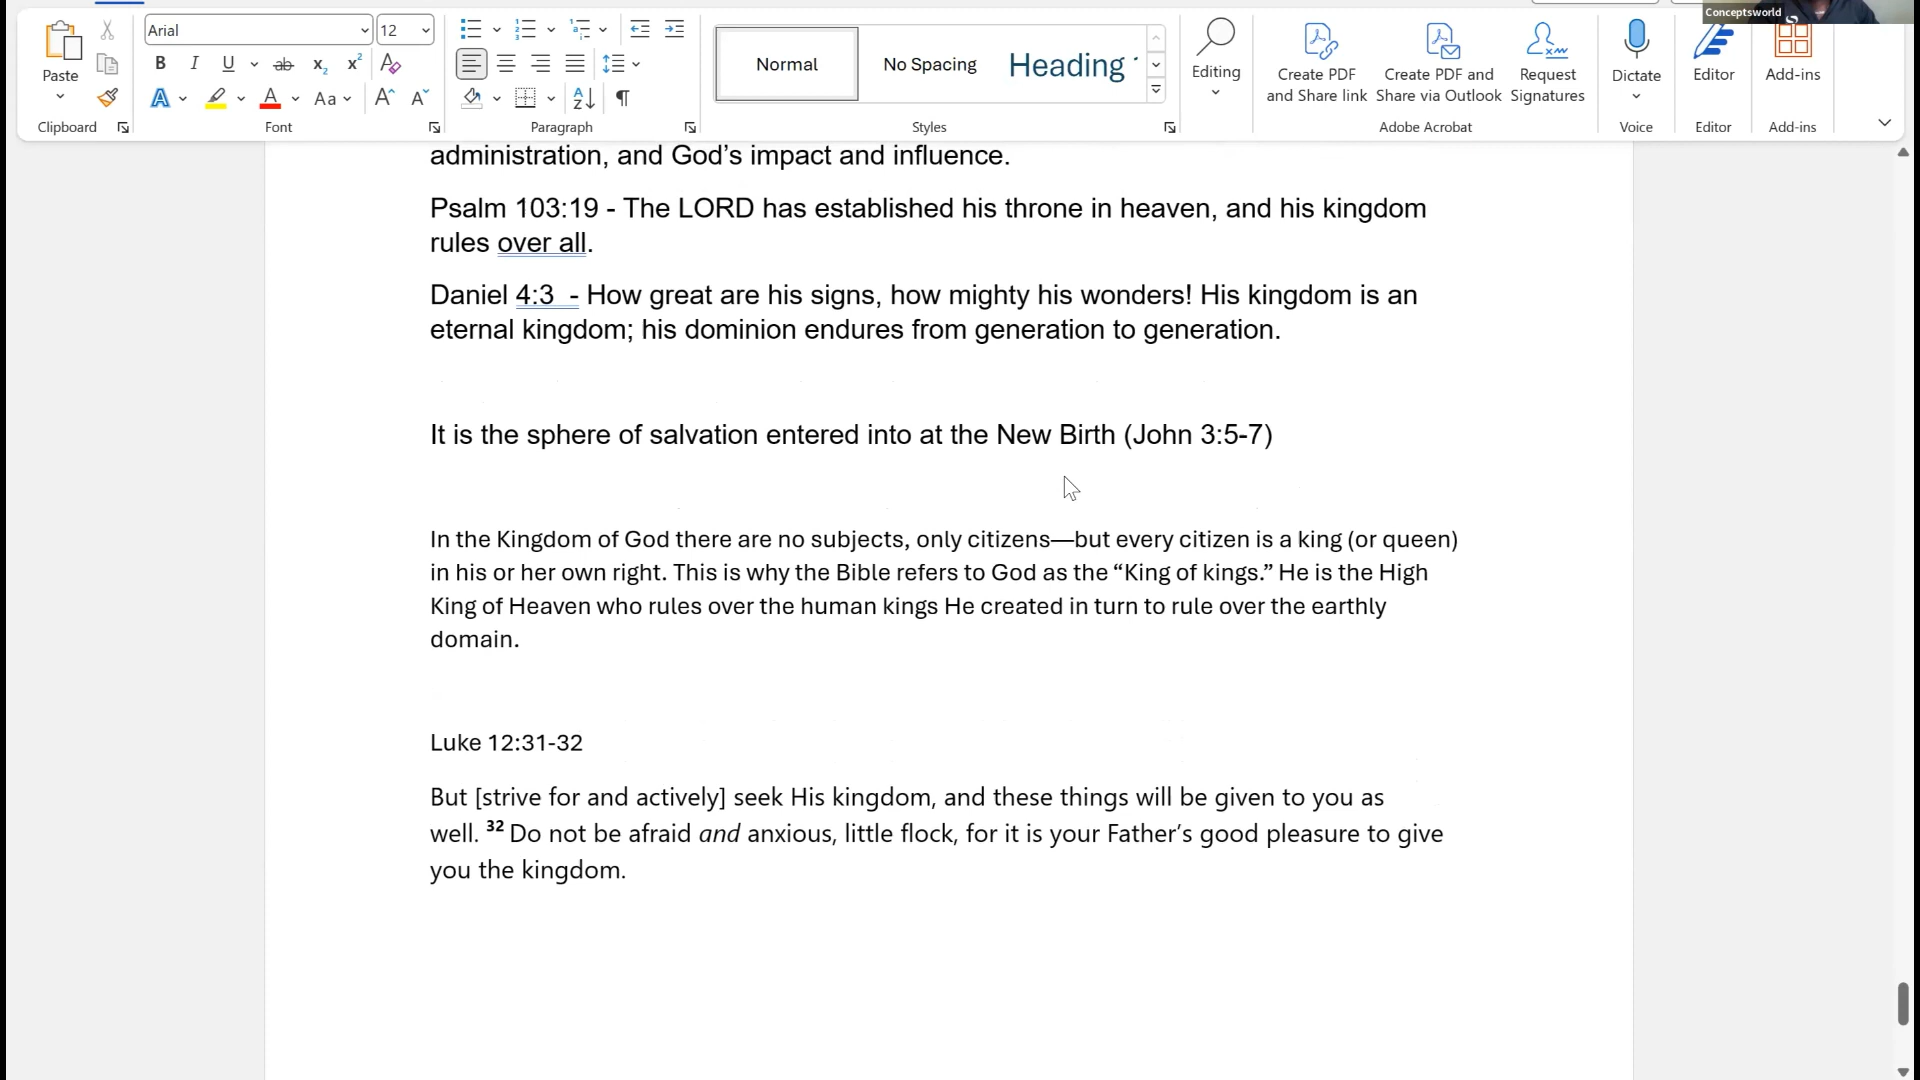 Conceptsworld
Arial
12
Paste
Clipboard
B I U ab x2 x2 A
A A Aa A A
Font
Paragraph
Normal
No Spacing
Heading
Styles
Editing
Create PDF
and Share link
Create PDF and
Share via Outlook
Request
Signatures
Adobe Acrobat
Dictate
Voice
Editor
Editor
Add-ins
Add-ins
administration, and God’s impact and influence.
Psalm 103:19 - The LORD has established his throne in heaven, and his kingdom
rules over all.
Daniel 4:3  - How great are his signs, how mighty his wonders! His kingdom is an
eternal kingdom; his dominion endures from generation to generation.
It is the sphere of salvation entered into at the New Birth (John 3:5-7)
In the Kingdom of God there are no subjects, only citizens—but every citizen is a king (or queen)
in his or her own right. This is why the Bible refers to God as the “King of kings.” He is the High
King of Heaven who rules over the human kings He created in turn to rule over the earthly
domain.
Luke 12:31-32
But [strive for and actively] seek His kingdom, and these things will be given to you as
well. 32 Do not be afraid and anxious, little flock, for it is your Father’s good pleasure to give
you the kingdom.